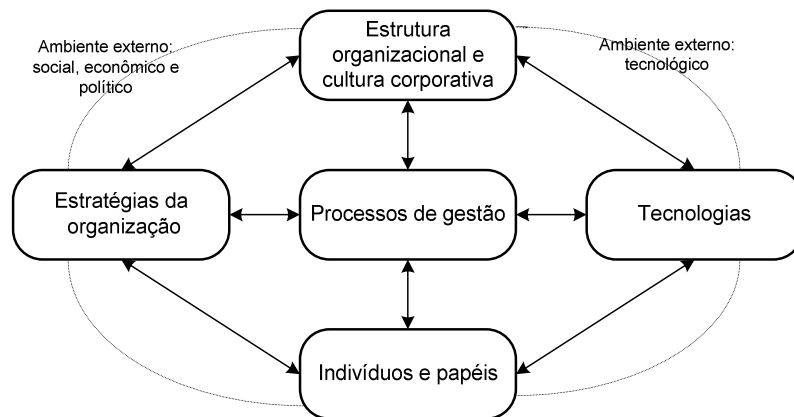 Ambiente externo:
social, econômico e
político
Estrutura
organizacional e
cultura corporativa
Ambiente externo:
tecnológico
Estratégias da
organização
Processos de gestão
Tecnologias
Indivíduos e papéis